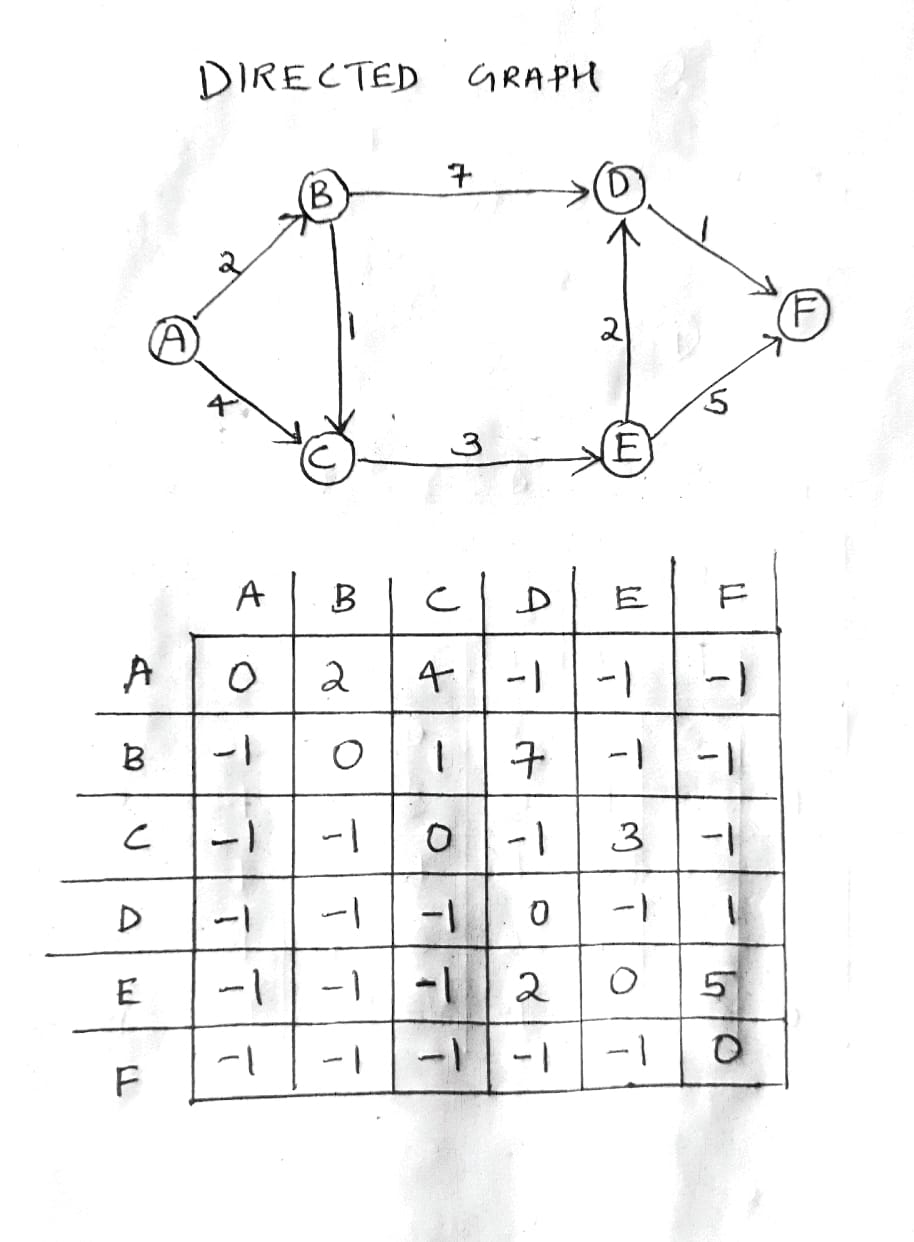 DIRECTED GRAPH
B 7 D
2 1
F
A 1 2
4 5
C 3 E
A B C D E F
A 0 2 4 -1 -1 -1
B -1 0 1 7 -1 -1
C -1 -1 0 -1 3 -1
D -1 -1 -1 0 -1 1
E -1 -1 -1 2 0 5
F -1 -1 -1 -1 -1 0